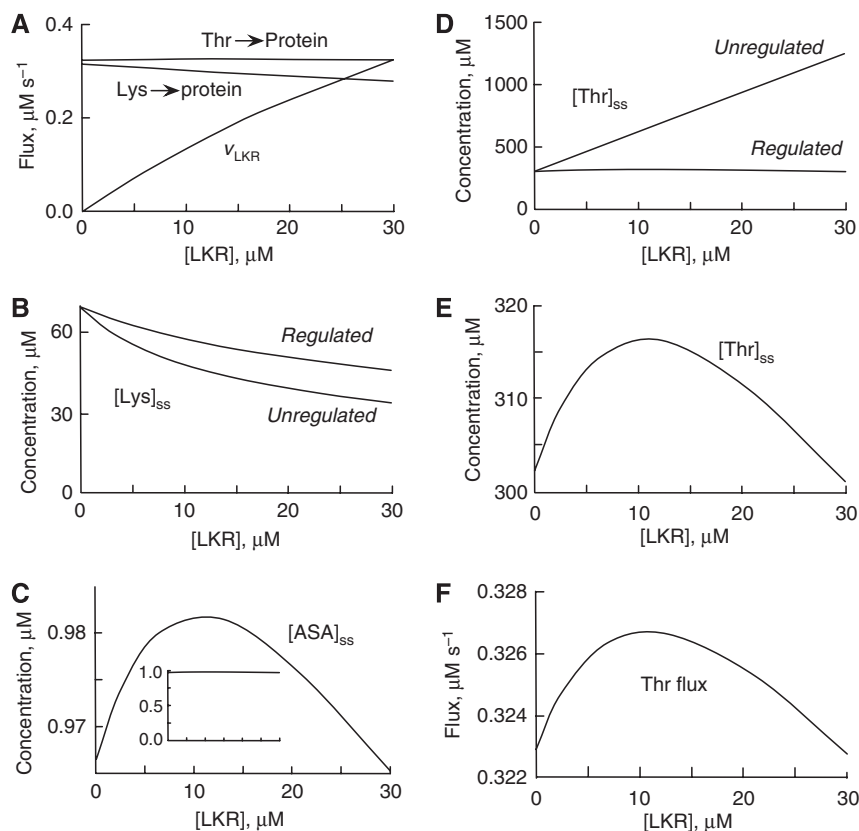 A
0.4
Thr → Protein
Lys → protein
0.2
v_LKR
0.0
Flux, μM s⁻¹
0 10 20 30
[LKR], μM
B
60
Regulated
30
[Lys]ss
Unregulated
0
Concentration, μM
0 10 20 30
[LKR], μM
C
0.98
[ASA]ss
1.0
0.5
0.0
0.97
Concentration, μM
0 10 20 30
[LKR], μM
D
1500
Unregulated
1000
[Thr]ss
500
Regulated
0
Concentration, μM
0 10 20 30
[LKR], μM
E
320
[Thr]ss
310
300
Concentration, μM
0 10 20 30
[LKR], μM
F
0.328
0.326
Thr flux
0.324
0.322
Flux, μM s⁻¹
0 10 20 30
[LKR], μM